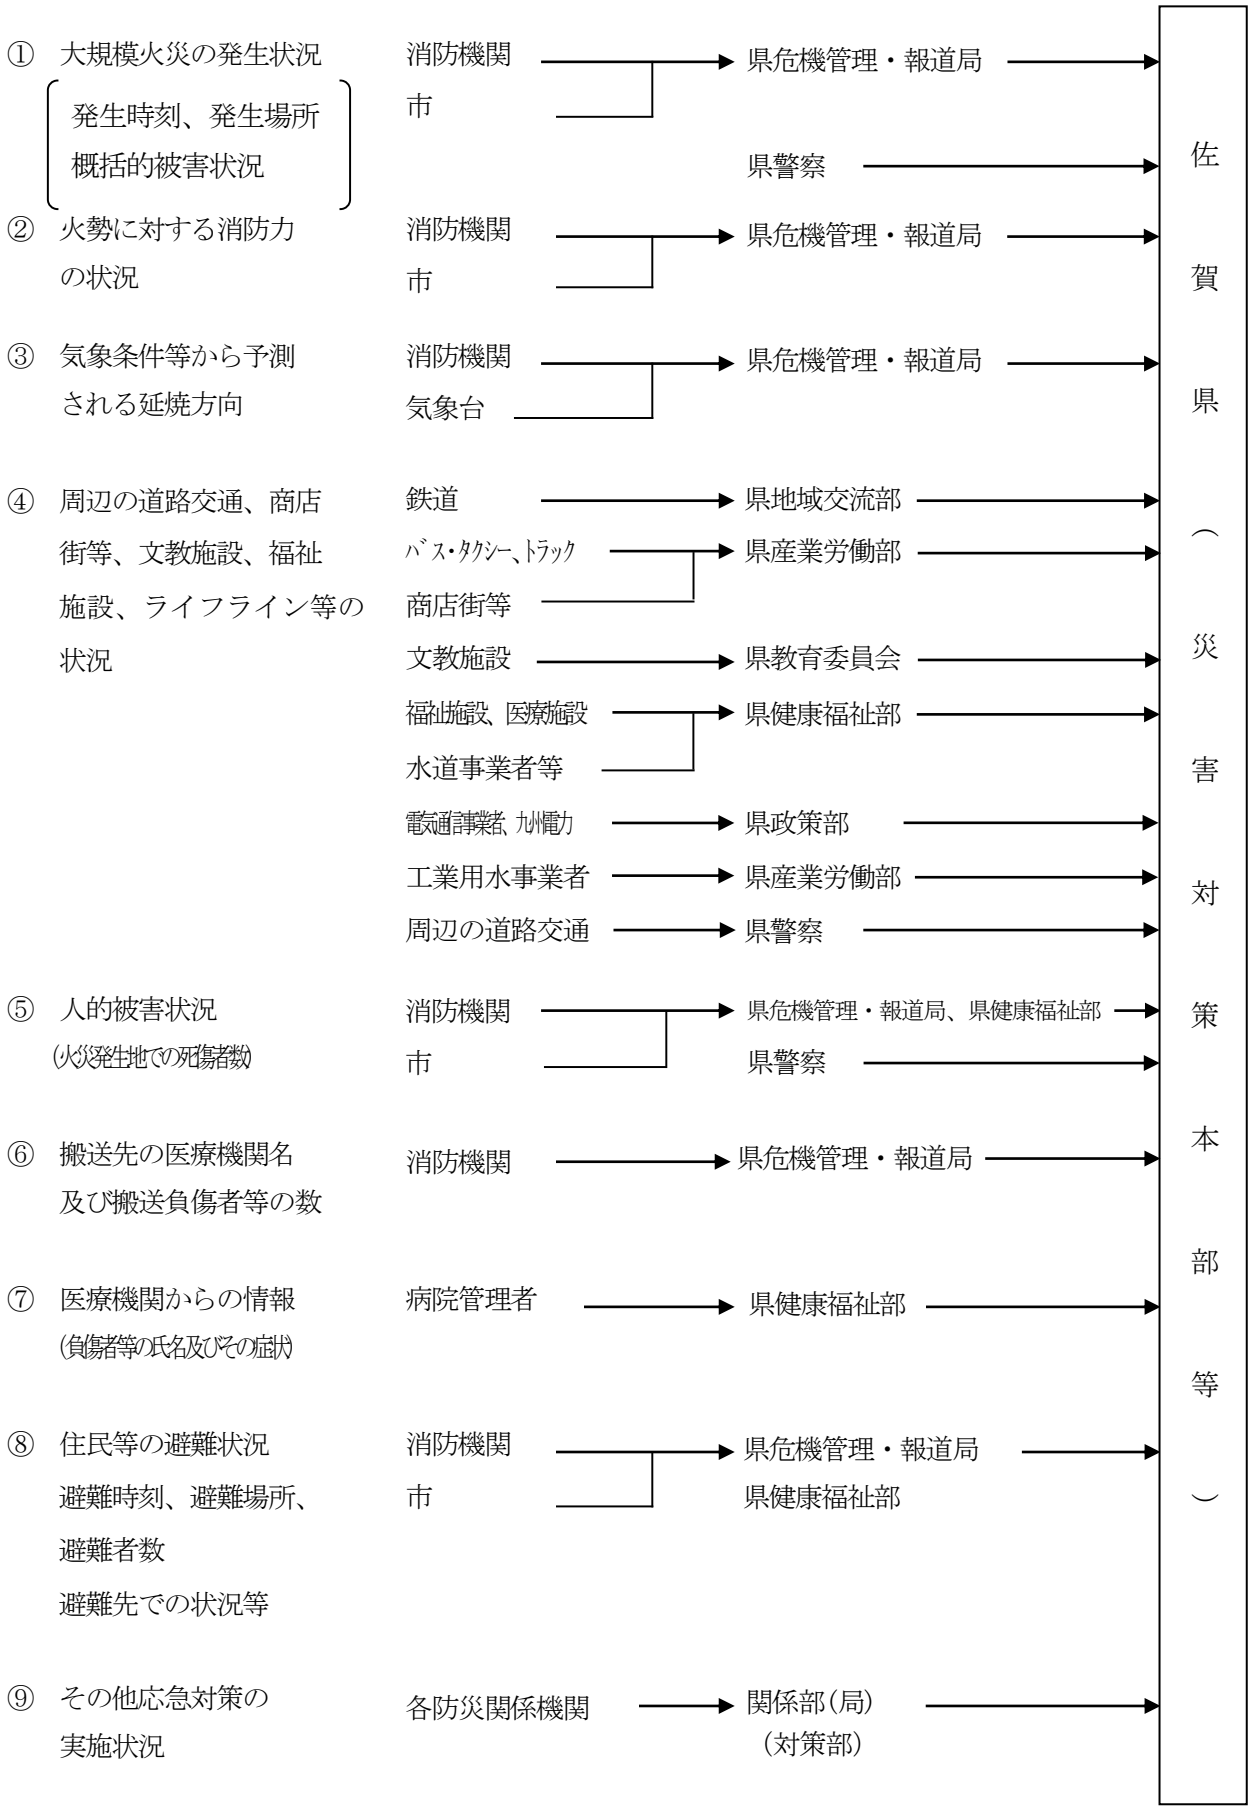 ① 大規模火災の発生状況 消防機関 県危機管理・報道局
市
発生時刻、発生場所
概括的被害状況 県警察
② 火勢に対する消防力 消防機関 県危機管理・報道局
の状況 市
③ 気象条件等から予測 消防機関 県危機管理・報道局
される延焼方向 気象台
④ 周辺の道路交通、商店 鉄道 県地域交流部
街等、文教施設、福祉 バス・タクシー、トラック 県産業労働部
施設、ライフライン等の 商店街等
状況 文教施設 県教育委員会
福祉施設、医療施設 県健康福祉部
水道事業者等
電気通信事業者、九州電力 県政策部
工業用水事業者 県産業労働部
周辺の道路交通 県警察
⑤ 人的被害状況 消防機関 県危機管理・報道局、県健康福祉部
(火災発生地での死傷者数) 市 県警察
⑥ 搬送先の医療機関名 消防機関 県危機管理・報道局
及び搬送負傷者等の数
⑦ 医療機関からの情報 病院管理者 県健康福祉部
(負傷者等の氏名及びその症状)
⑧ 住民等の避難状況 消防機関 県危機管理・報道局
避難時刻、避難場所、 市 県健康福祉部
避難者数
避難先での状況等
⑨ その他応急対策の 各防災関係機関 関係部(局)
実施状況 (対策部)
佐賀県(災害対策本部等)